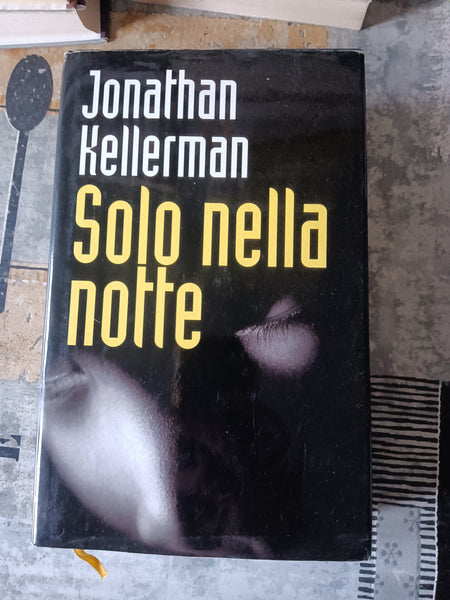 Jonathan
Kellerman
Solo nella
notte